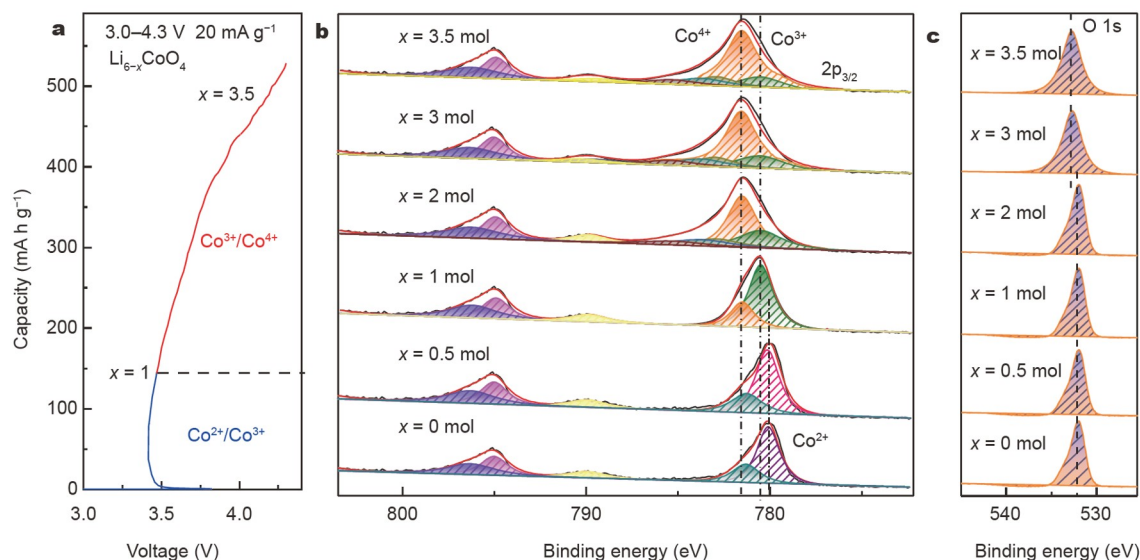 a
3.0–4.3 V 20 mA g⁻¹
Li₆₋ₓCoO₄
x = 3.5
Co³⁺/Co⁴⁺
x = 1
Co²⁺/Co³⁺
Capacity (mA h g⁻¹)
500
400
300
200
100
0
3.0
3.5
4.0
Voltage (V)
b
Co⁴⁺
Co³⁺
2p₃/₂
x = 3.5 mol
x = 3 mol
x = 2 mol
x = 1 mol
x = 0.5 mol
x = 0 mol
Co²⁺
800
790
780
Binding energy (eV)
c
O 1s
x = 3.5 mol
x = 3 mol
x = 2 mol
x = 1 mol
x = 0.5 mol
x = 0 mol
540
530
Binding energy (eV)